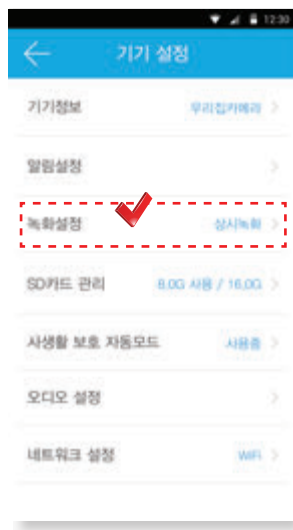 12:30
기기 설정
기기정보 우리집카메라
알림설정
녹화설정 상시녹화
SD카드 관리 8.0G 사용 / 16.0G
사생활 보호 자동모드 사용중
오디오 설정
네트워크 설정 WiFi